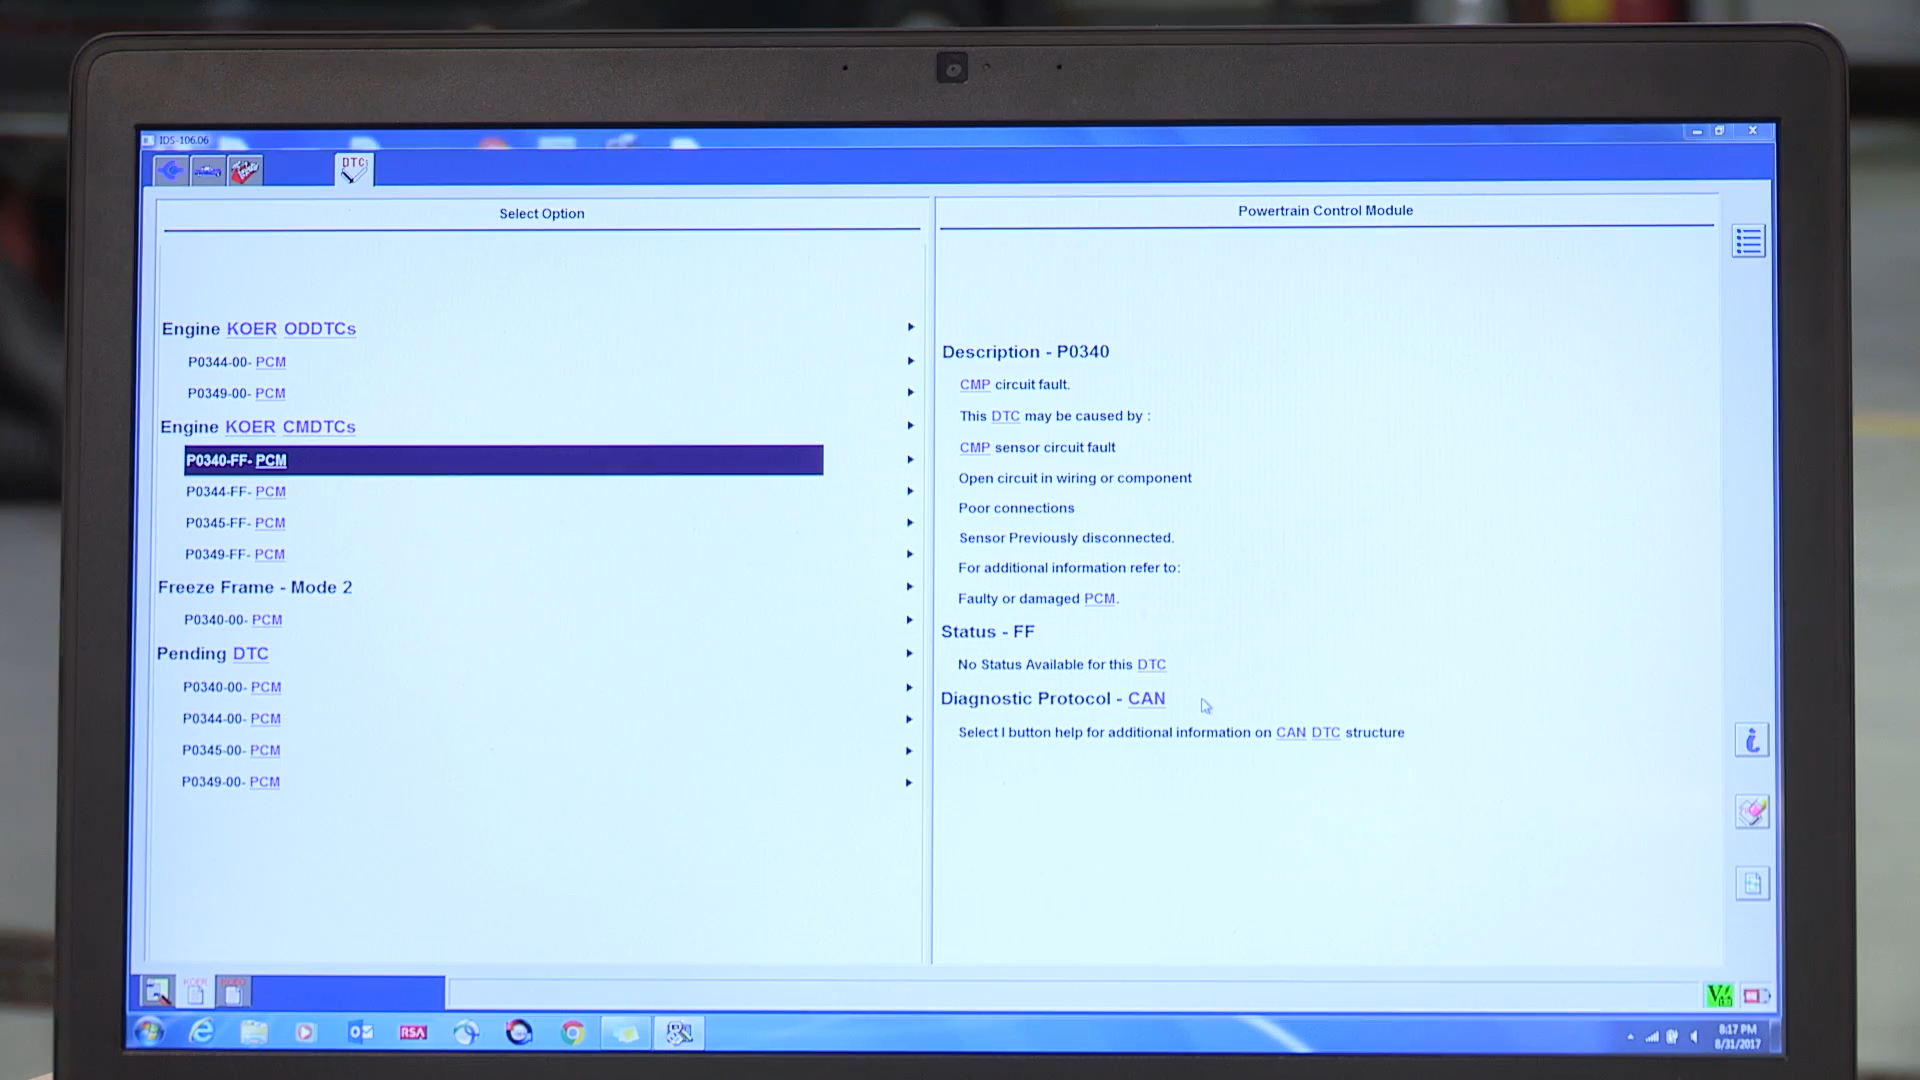 IDS-106.06
DTCs
Select Option
Engine KOER ODDTCs
P0344-00- PCM
P0349-00- PCM
Engine KOER CMDTCs
P0340-FF- PCM
P0344-FF- PCM
P0345-FF- PCM
P0349-FF- PCM
Freeze Frame - Mode 2
P0340-00- PCM
Pending DTC
P0340-00- PCM
P0344-00- PCM
P0345-00- PCM
P0349-00- PCM
Powertrain Control Module
Description - P0340
CMP circuit fault.
This DTC may be caused by :
CMP sensor circuit fault
Open circuit in wiring or component
Poor connections
Sensor Previously disconnected.
For additional information refer to:
Faulty or damaged PCM.
Status - FF
No Status Available for this DTC
Diagnostic Protocol - CAN
Select I button help for additional information on CAN DTC structure
KOER
RSA
8:17 PM
8/31/2017